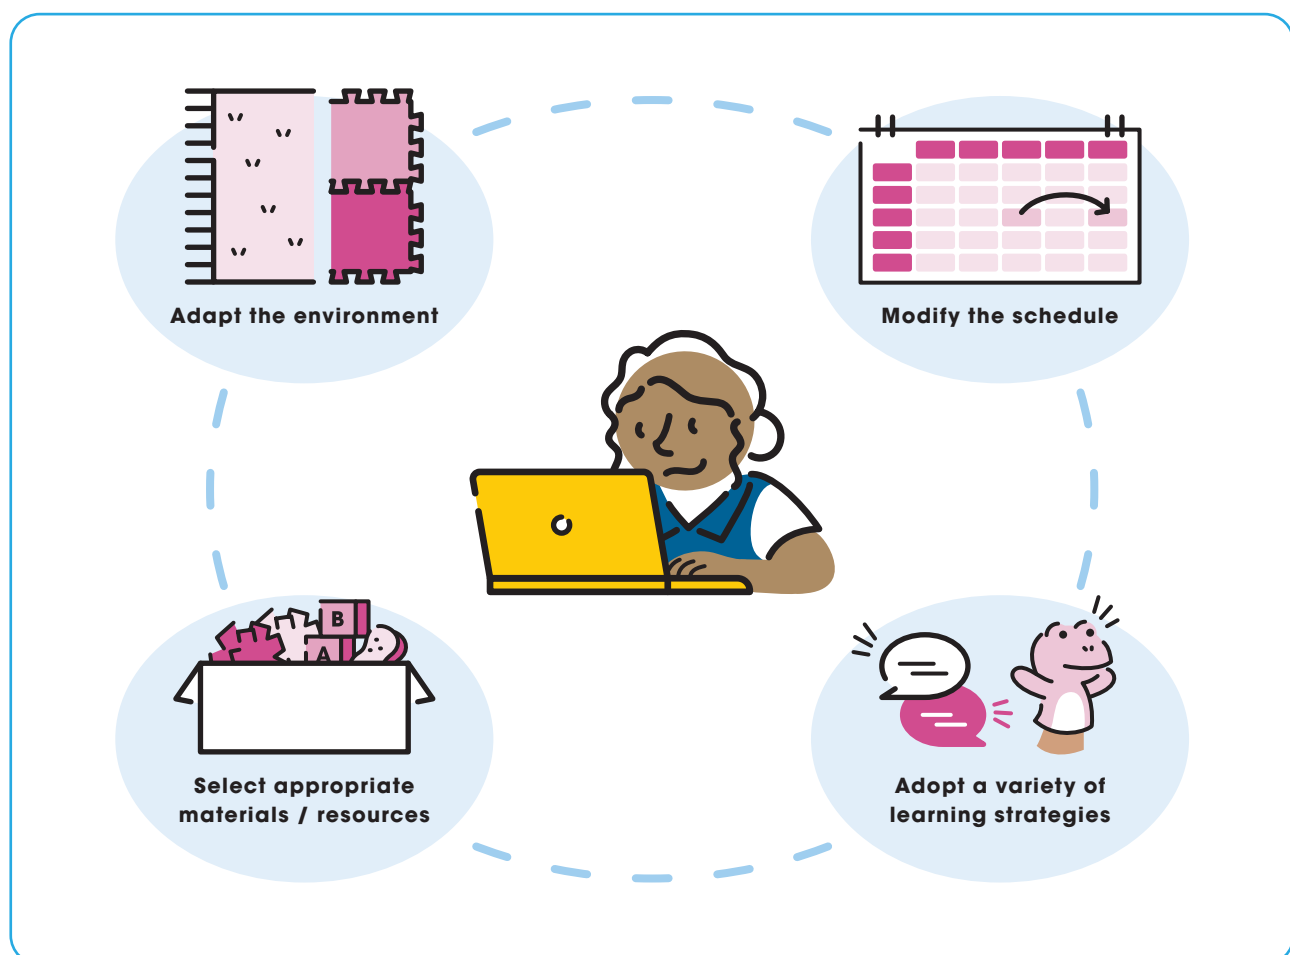 Adapt the environment
Modify the schedule
B
A
Select appropriate
materials / resources
Adopt a variety of
learning strategies